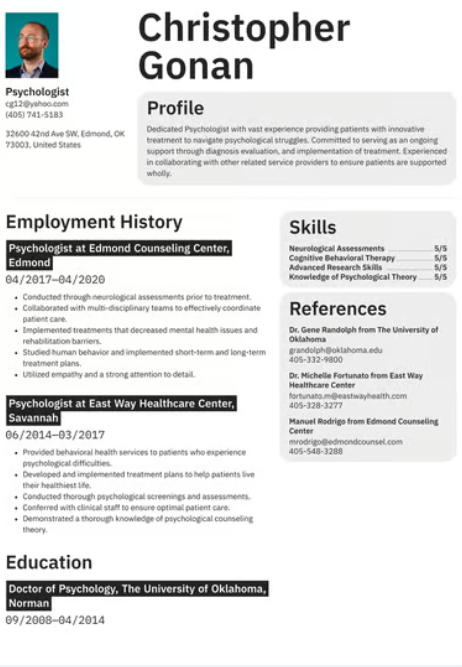 Christopher
Gonan
Psychologist
cg12@yahoo.com
(405) 741-5183
32600 42nd Ave SW, Edmond, OK
73003, United States
Profile
Dedicated Psychologist with vast experience providing patients with innovative
treatment to navigate psychological struggles. Committed to serving as an ongoing
support through diagnosis evaluation, and implementation of treatment. Experienced
in collaborating with other related service providers to ensure patients are supported
wholly.
Employment History
Psychologist at Edmond Counseling Center,
Edmond
04/2017—04/2020
• Conducted through neurological assessments prior to treatment.
• Collaborated with multi-disciplinary teams to effectively coordinate
patient care.
• Implemented treatments that decreased mental health issues and
rehabilitation barriers.
• Studied human behavior and implemented short-term and long-term
treatment plans.
• Utilized empathy and a strong attention to detail.
Psychologist at East Way Healthcare Center,
Savannah
06/2014—03/2017
• Provided behavioral health services to patients who experience
psychological difficulties.
• Developed and implemented treatment plans to help patients live
their healthiest life.
• Conducted thorough psychological screenings and assessments.
• Conferred with clinical staff to ensure optimal patient care.
• Demonstrated a thorough knowledge of psychological counseling
theory.
Education
Doctor of Psychology, The University of Oklahoma,
Norman
09/2008—04/2014
Skills
Neurological Assessments 5/5
Cognitive Behavioral Therapy 5/5
Advanced Research Skills 5/5
Knowledge of Psychological Theory 5/5
References
Dr. Gene Randolph from The University of
Oklahoma
grandolph@oklahoma.edu
405-332-9800
Dr. Michelle Fortunato from East Way
Healthcare Center
fortunato.m@eastwayhealth.com
405-328-3277
Manuel Rodrigo from Edmond Counseling
Center
mrodrigo@edmondcounsel.com
405-548-3288